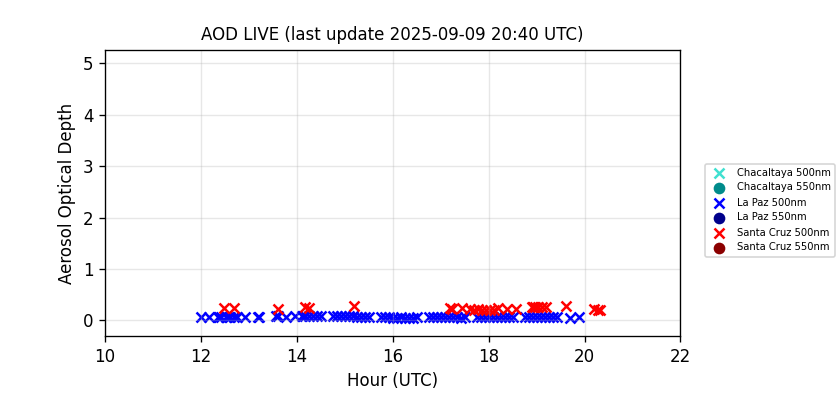 AOD LIVE (last update 2025-09-09 20:40 UTC)
Aerosol Optical Depth
5
4
3
2
1
0
10 12 14 16 18 20 22
Hour (UTC)
Chacaltaya 500nm
Chacaltaya 550nm
La Paz 500nm
La Paz 550nm
Santa Cruz 500nm
Santa Cruz 550nm